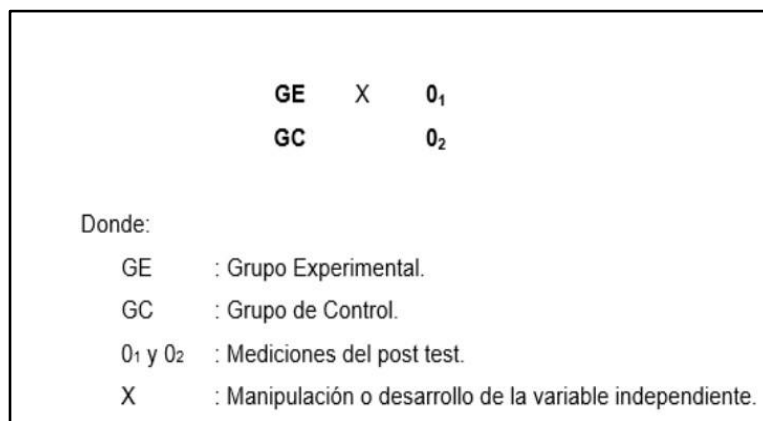 GE X 0₁
GC 0₂
Donde:
GE : Grupo Experimental.
GC : Grupo de Control.
0₁ y 0₂ : Mediciones del post test.
X : Manipulación o desarrollo de la variable independiente.